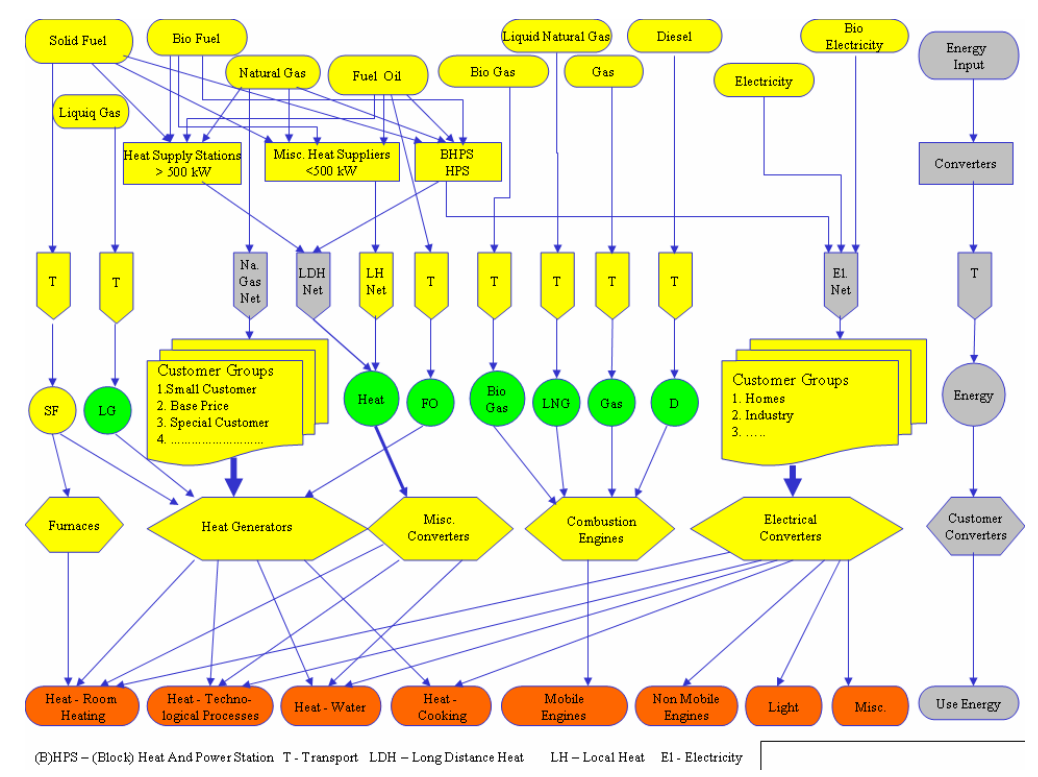 Solid Fuel
Bio Fuel
Liquid Natural Gas
Diesel
Bio
Electricity
Energy
Input
Natural Gas
Fuel Oil
Bio Gas
Gas
Electricity
Liquiq Gas
Heat Supply Stations
> 500 kW
Misc. Heat Suppliers
<500 kW
BHPS
HPS
Converters
T
T
Na.
Gas
Net
LDH
Net
LH
Net
T
T
T
T
T
El.
Net
T
Customer Groups
1.Small Customer
2. Base Price
3. Special Customer
4. ............................
Customer Groups
1. Homes
2. Industry
3. .....
SF
LG
Heat
FO
Bio
Gas
LNG
Gas
D
Energy
Furnaces
Heat Generators
Misc.
Converters
Combustion
Engines
Electrical
Converters
Customer
Converters
Heat - Room
Heating
Heat - Techno-
logical Processes
Heat - Water
Heat -
Cooking
Mobile
Engines
Non Mobile
Engines
Light
Misc.
Use Energy
(B)HPS – (Block) Heat And Power Station T - Transport LDH – Long Distance Heat LH – Local Heat El - Electricity